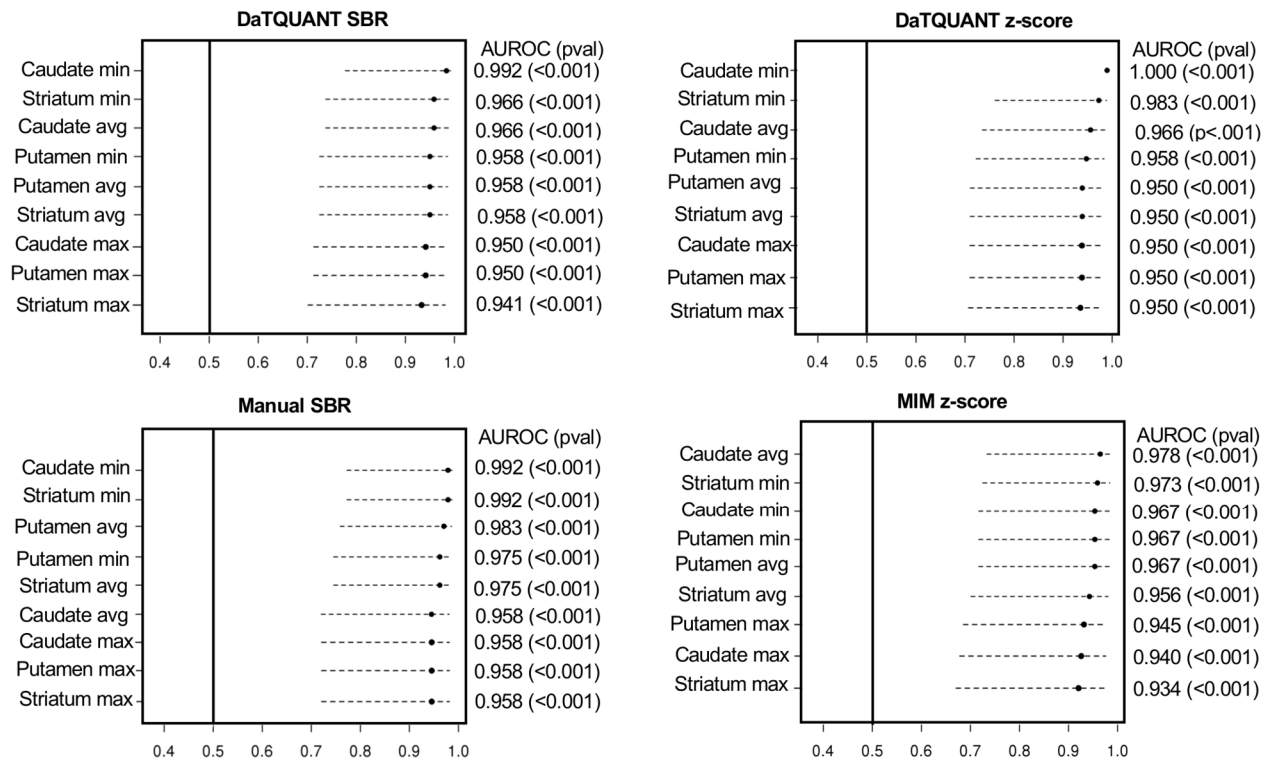 DaTQUANT SBR
AUROC (pval)
Caudate min 0.992 (<0.001)
Striatum min 0.966 (<0.001)
Caudate avg 0.966 (<0.001)
Putamen min 0.958 (<0.001)
Putamen avg 0.958 (<0.001)
Striatum avg 0.958 (<0.001)
Caudate max 0.950 (<0.001)
Putamen max 0.950 (<0.001)
Striatum max 0.941 (<0.001)
0.4 0.5 0.6 0.7 0.8 0.9 1.0
DaTQUANT z-score
AUROC (pval)
Caudate min 1.000 (<0.001)
Striatum min 0.983 (<0.001)
Caudate avg 0.966 (p<.001)
Putamen min 0.958 (<0.001)
Putamen avg 0.950 (<0.001)
Striatum avg 0.950 (<0.001)
Caudate max 0.950 (<0.001)
Putamen max 0.950 (<0.001)
Striatum max 0.950 (<0.001)
0.4 0.5 0.6 0.7 0.8 0.9 1.0
Manual SBR
AUROC (pval)
Caudate min 0.992 (<0.001)
Striatum min 0.992 (<0.001)
Putamen avg 0.983 (<0.001)
Putamen min 0.975 (<0.001)
Striatum avg 0.975 (<0.001)
Caudate avg 0.958 (<0.001)
Caudate max 0.958 (<0.001)
Putamen max 0.958 (<0.001)
Striatum max 0.958 (<0.001)
0.4 0.5 0.6 0.7 0.8 0.9 1.0
MIM z-score
AUROC (pval)
Caudate avg 0.978 (<0.001)
Striatum min 0.973 (<0.001)
Caudate min 0.967 (<0.001)
Putamen min 0.967 (<0.001)
Putamen avg 0.967 (<0.001)
Striatum avg 0.956 (<0.001)
Putamen max 0.945 (<0.001)
Caudate max 0.940 (<0.001)
Striatum max 0.934 (<0.001)
0.4 0.5 0.6 0.7 0.8 0.9 1.0